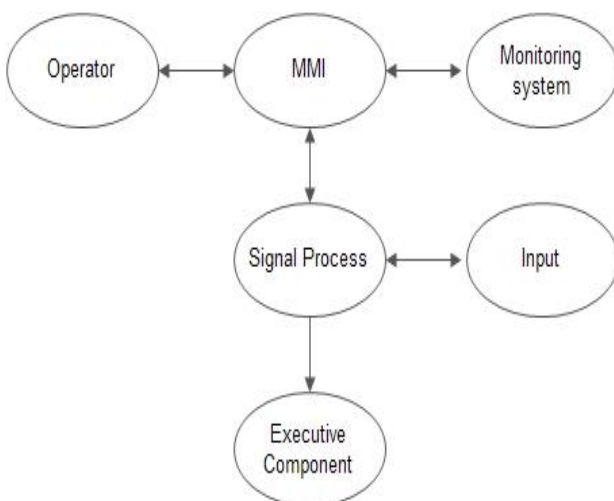 Operator
MMI
Monitoring
system
Signal Process
Input
Executive
Component